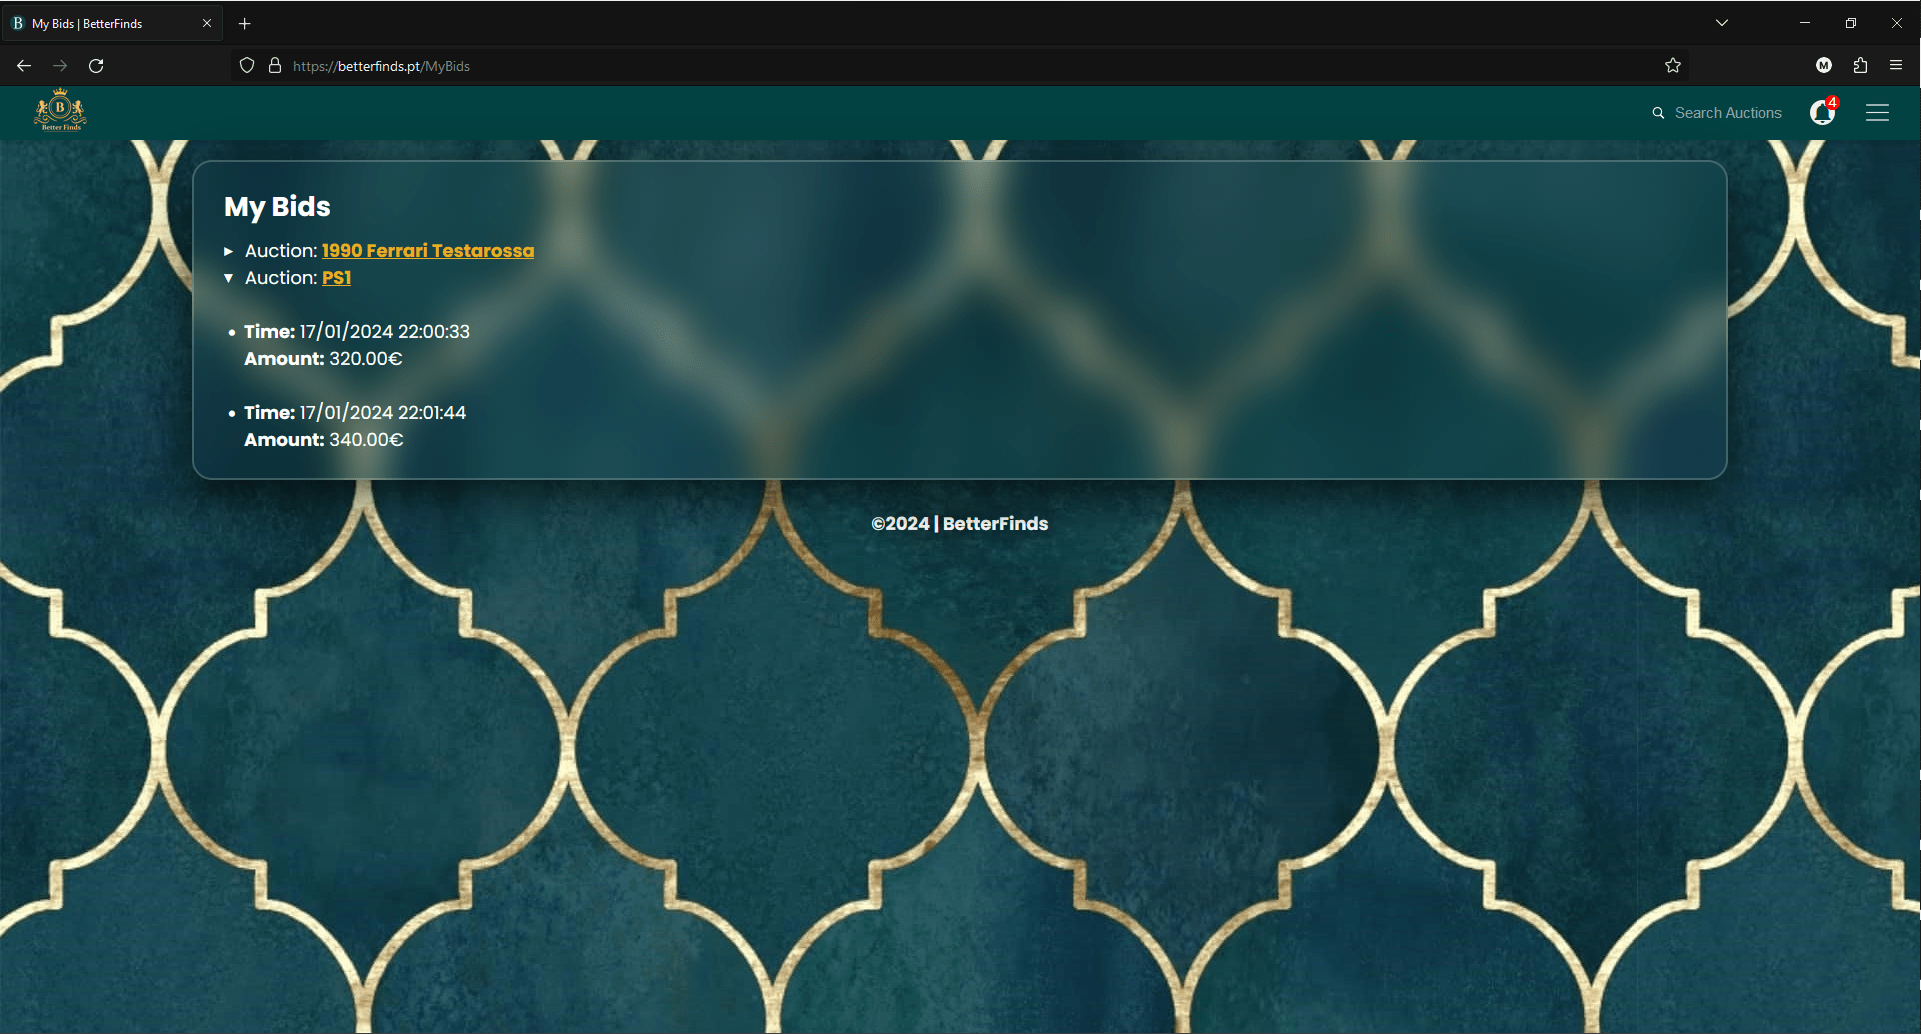 My Bids | BetterFinds
https://betterfinds.pt/MyBids
M
B
Better Finds
Search Auctions
4
My Bids
Auction: 1990 Ferrari Testarossa
Auction: PS1
Time: 17/01/2024 22:00:33
Amount: 320.00€
Time: 17/01/2024 22:01:44
Amount: 340.00€
©2024 | BetterFinds